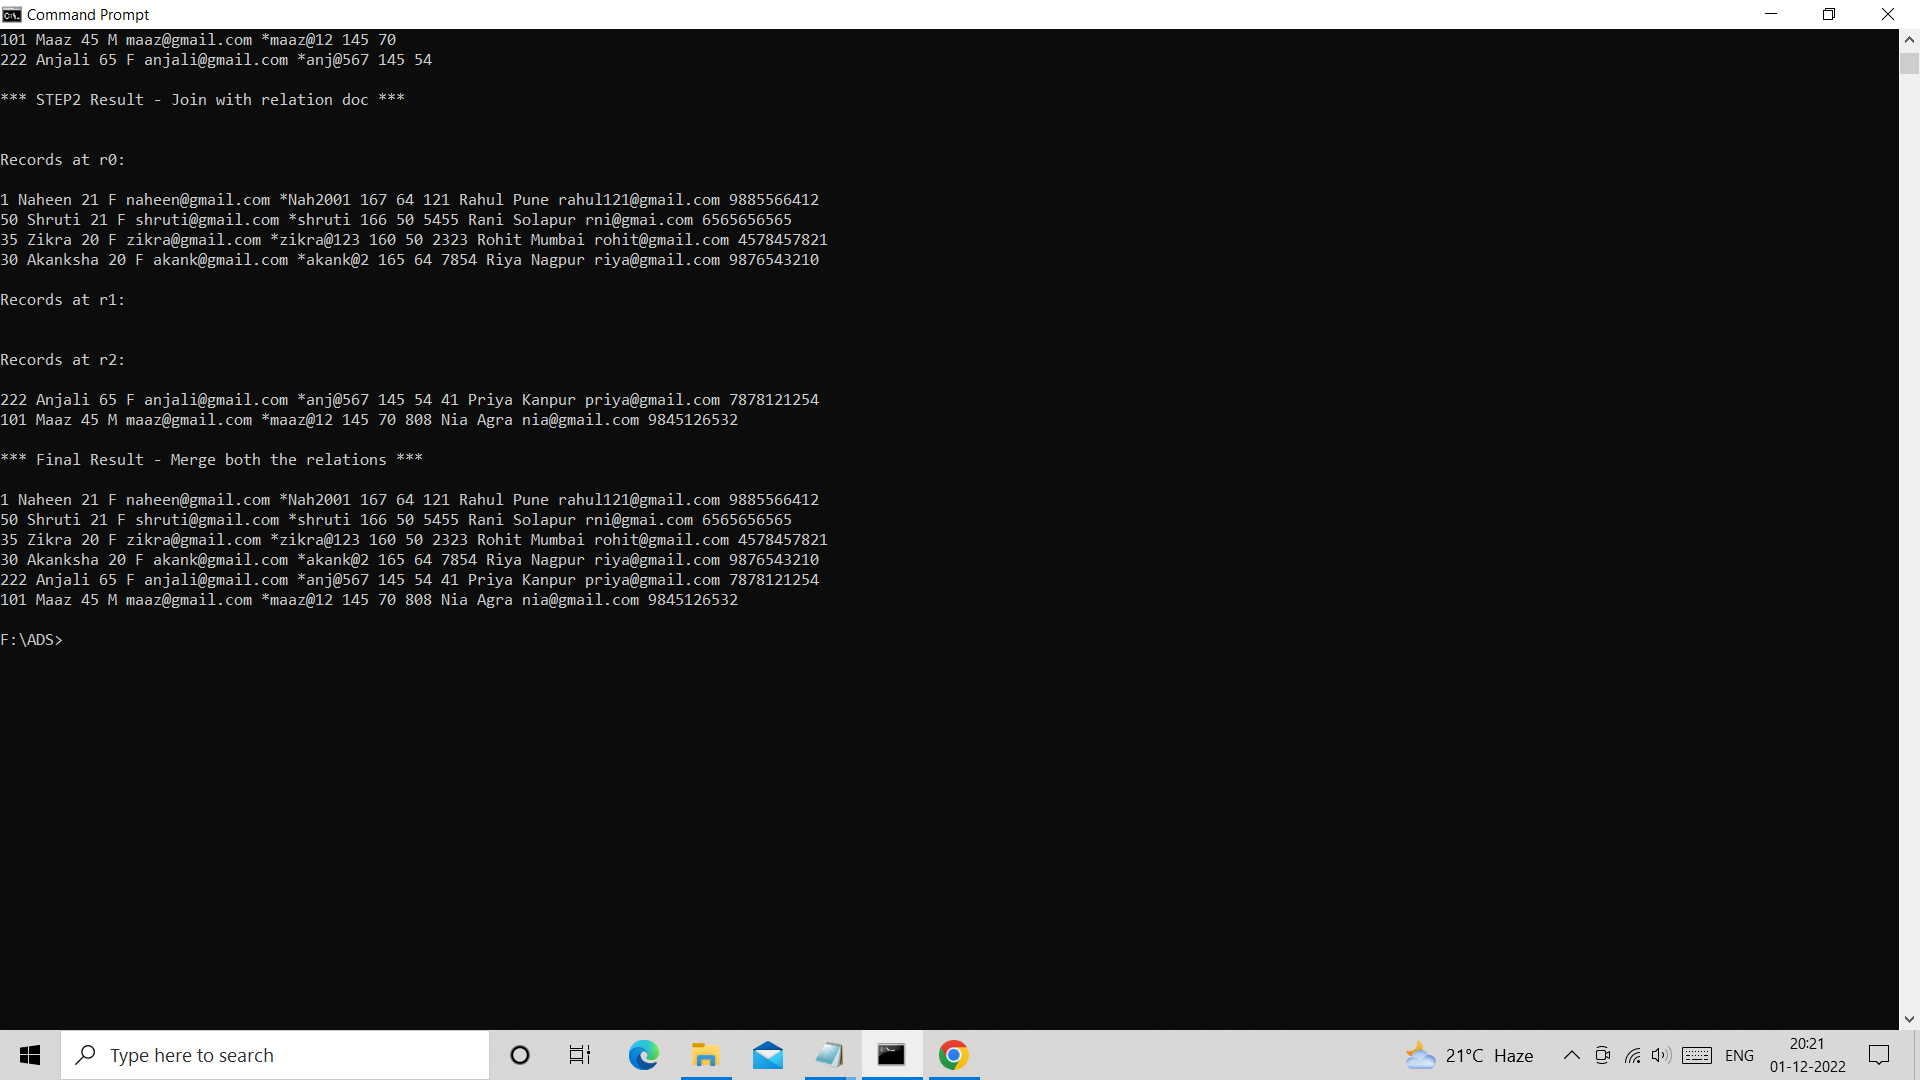 Command Prompt
101 Maaz 45 M maaz@gmail.com *maaz@12 145 70
222 Anjali 65 F anjali@gmail.com *anj@567 145 54
*** STEP2 Result - Join with relation doc ***
Records at r0:
1 Naheen 21 F naheen@gmail.com *Nah2001 167 64 121 Rahul Pune rahul121@gmail.com 9885566412
50 Shruti 21 F shruti@gmail.com *shruti 166 50 5455 Rani Solapur rni@gmai.com 6565656565
35 Zikra 20 F zikra@gmail.com *zikra@123 160 50 2323 Rohit Mumbai rohit@gmail.com 4578457821
30 Akanksha 20 F akank@gmail.com *akank@2 165 64 7854 Riya Nagpur riya@gmail.com 9876543210
Records at r1:
Records at r2:
222 Anjali 65 F anjali@gmail.com *anj@567 145 54 41 Priya Kanpur priya@gmail.com 7878121254
101 Maaz 45 M maaz@gmail.com *maaz@12 145 70 808 Nia Agra nia@gmail.com 9845126532
*** Final Result - Merge both the relations ***
1 Naheen 21 F naheen@gmail.com *Nah2001 167 64 121 Rahul Pune rahul121@gmail.com 9885566412
50 Shruti 21 F shruti@gmail.com *shruti 166 50 5455 Rani Solapur rni@gmai.com 6565656565
35 Zikra 20 F zikra@gmail.com *zikra@123 160 50 2323 Rohit Mumbai rohit@gmail.com 4578457821
30 Akanksha 20 F akank@gmail.com *akank@2 165 64 7854 Riya Nagpur riya@gmail.com 9876543210
222 Anjali 65 F anjali@gmail.com *anj@567 145 54 41 Priya Kanpur priya@gmail.com 7878121254
101 Maaz 45 M maaz@gmail.com *maaz@12 145 70 808 Nia Agra nia@gmail.com 9845126532
F:\ADS>
Type here to search
21°C Haze
ENG
20:21
01-12-2022